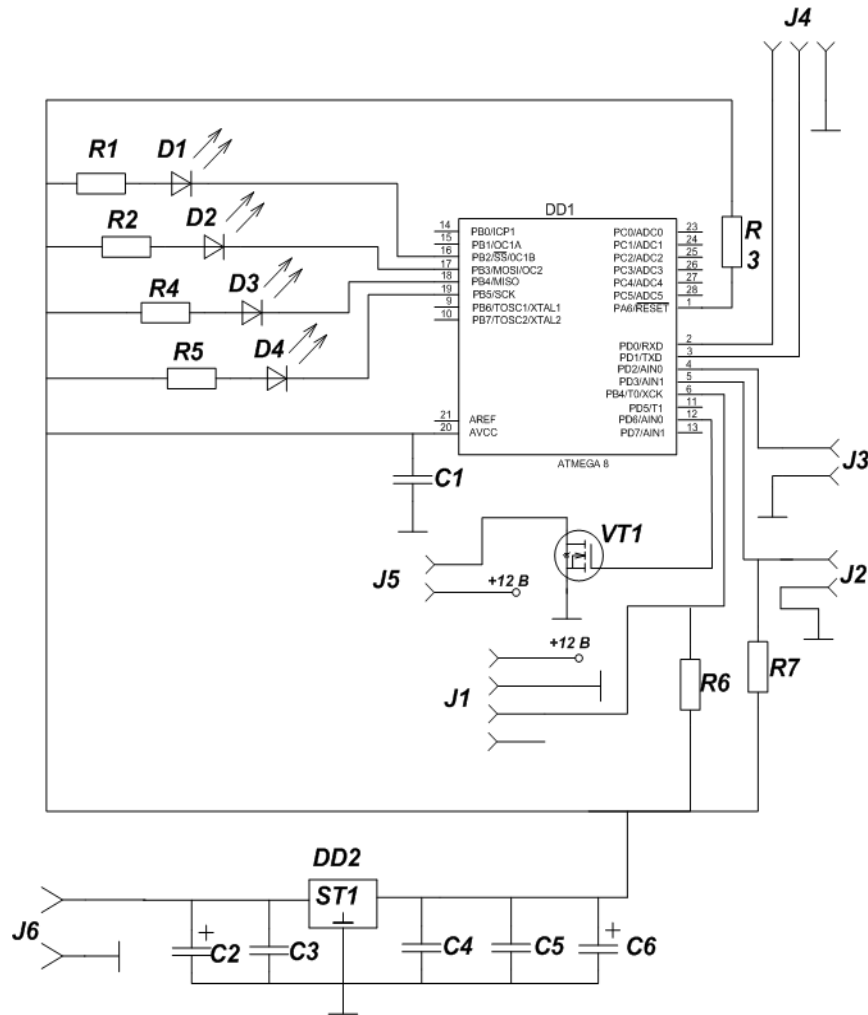 J4
R1
D1
R2
D2
R4
D3
R5
D4
DD1
R
3
14 PB0/ICP1
15 PB1/OC1A
16 PB2/SS/0C1B
17 PB3/MOSI/OC2
18 PB4/MISO
19 PB5/SCK
9 PB6/TOSC1/XTAL1
10 PB7/TOSC2/XTAL2
21 AREF
20 AVCC
PC0/ADC0 23
PC1/ADC1 24
PC2/ADC2 25
PC3/ADC3 26
PC4/ADC4 27
PC5/ADC5 28
PA6/RESET 1
PD0/RXD 2
PD1/TXD 3
PD2/AIN0 4
PD3/AIN1 5
PB4/T0/XCK 6
PD5/T1 11
PD6/AIN0 12
PD7/AIN1 13
ATMEGA 8
C1
J3
VT1
J5
+12 В
J2
+12 В
J1
R6
R7
DD2
ST1
J6
+
C2
C3
C4
C5
+
C6